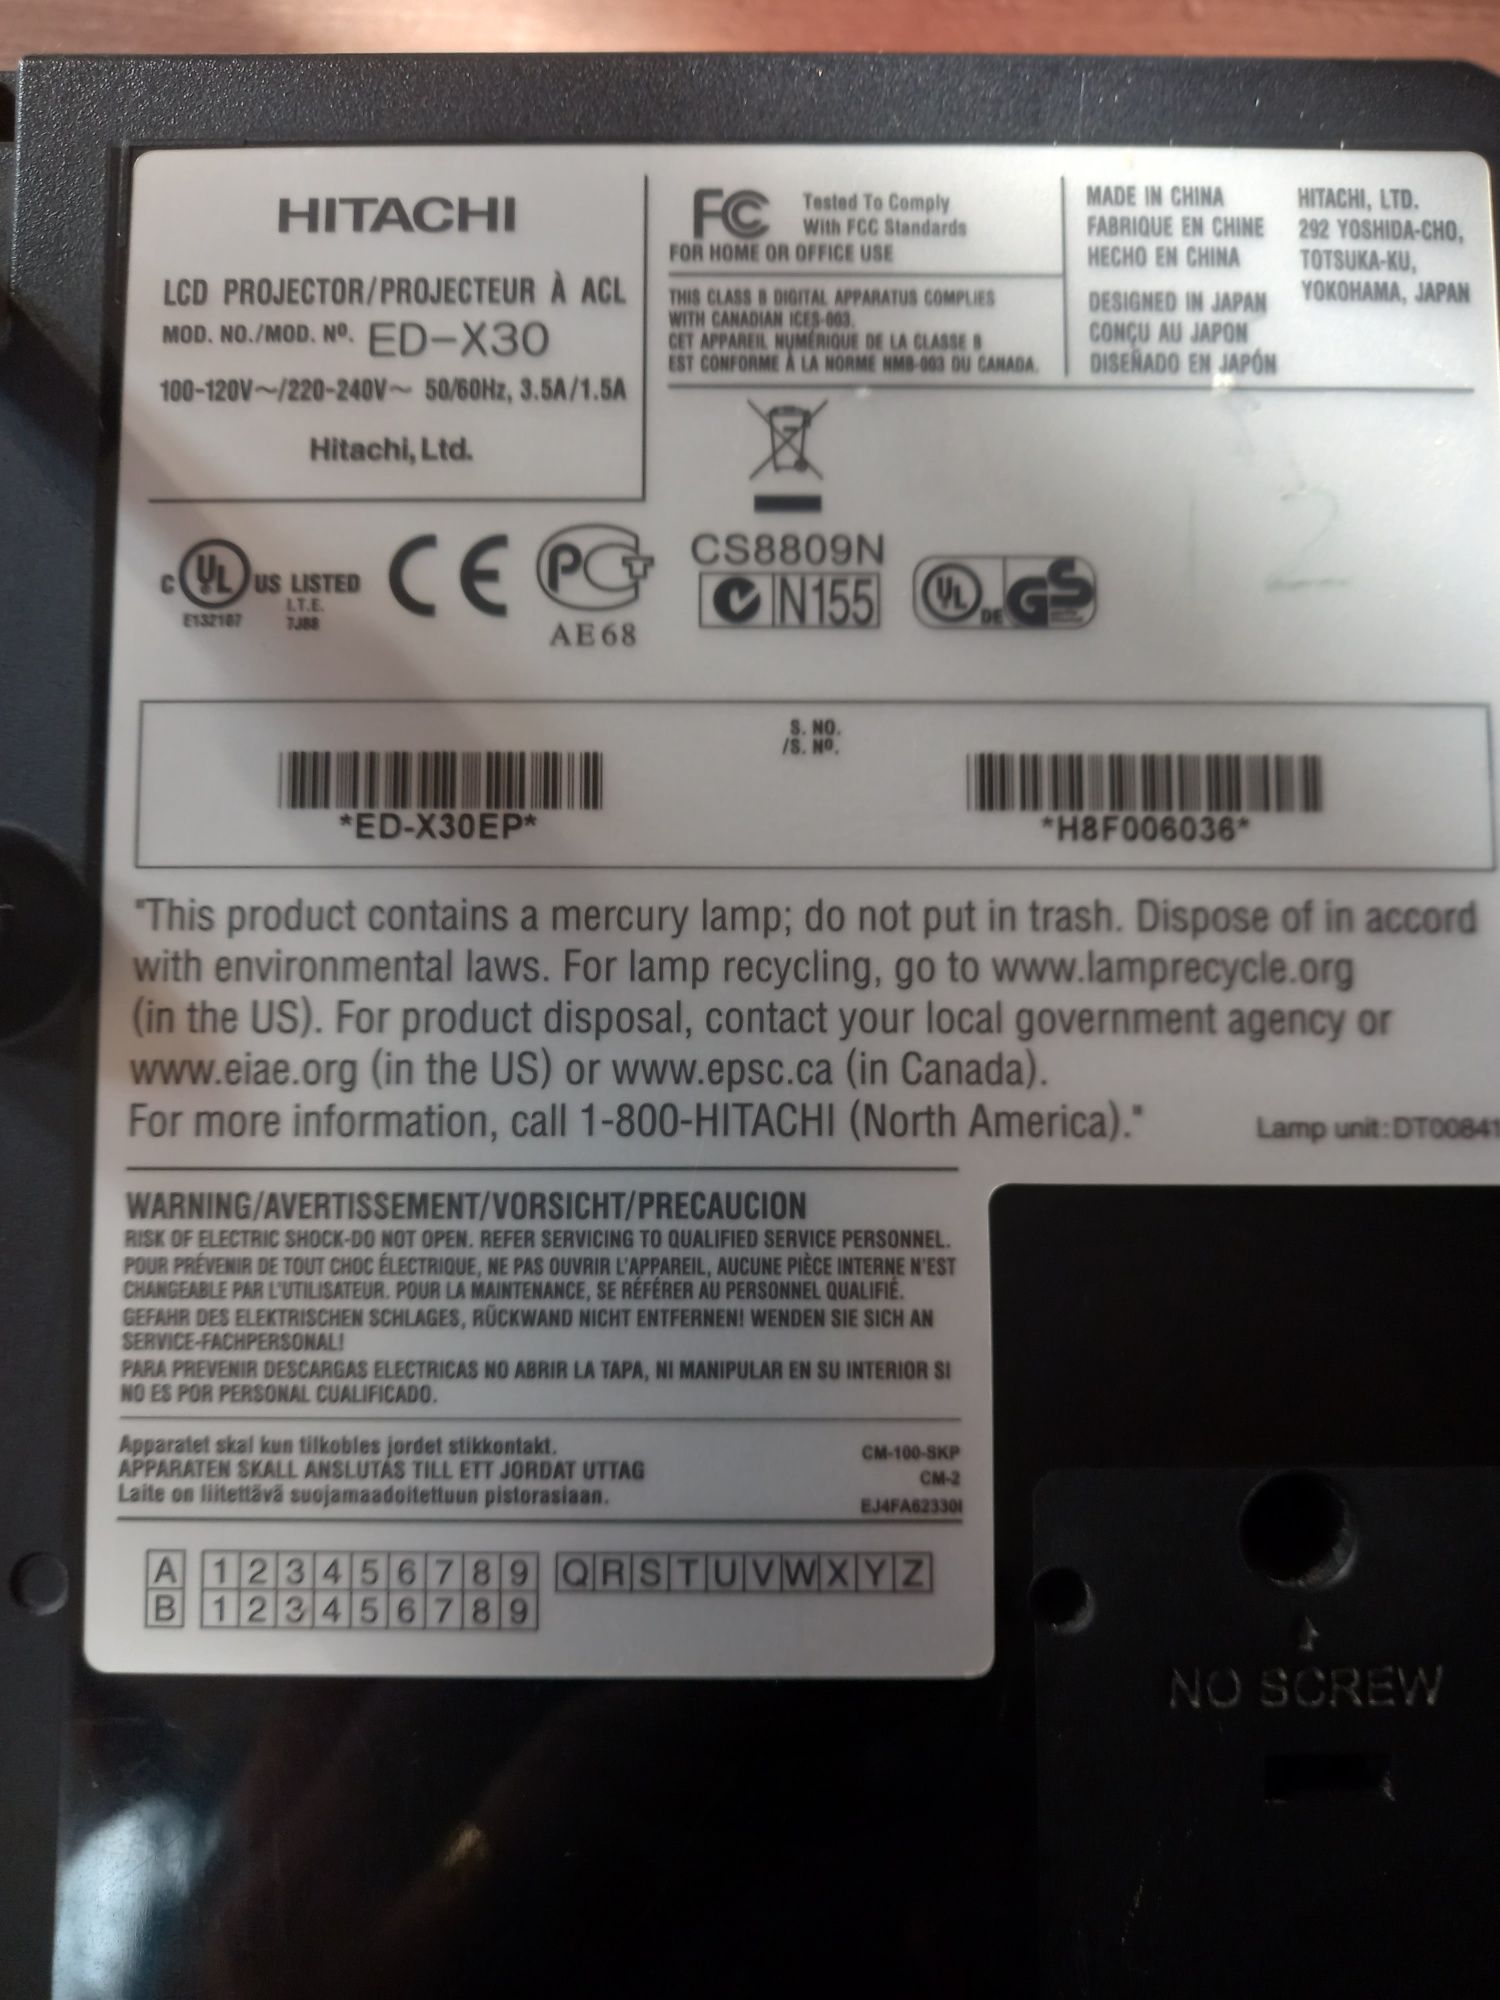 HITACHI
LCD PROJECTOR/PROJECTEUR À ACL
MOD. NO./MOD. Nº. ED-X30
100-120V～/220-240V～ 50/60Hz, 3.5A/1.5A
Hitachi, Ltd.
FC Tested To Comply
With FCC Standards
FOR HOME OR OFFICE USE
THIS CLASS B DIGITAL APPARATUS COMPLIES
WITH CANADIAN ICES-003.
CET APPAREIL NUMÉRIQUE DE LA CLASSE B
EST CONFORME À LA NORME NMB-003 DU CANADA.
MADE IN CHINA
FABRIQUE EN CHINE
HECHO EN CHINA
DESIGNED IN JAPAN
CONÇU AU JAPON
DISEÑADO EN JAPÓN
HITACHI, LTD.
292 YOSHIDA-CHO,
TOTSUKA-KU,
YOKOHAMA, JAPAN
12
C UL US LISTED
I.T.E.
E132107 7J88
CE
PCT
AE68
CS8809N
N155
UL DE GS
S. NO.
/S. Nº.
*ED-X30EP*
*H8F006036*
"This product contains a mercury lamp; do not put in trash. Dispose of in accord
with environmental laws. For lamp recycling, go to www.lamprecycle.org
(in the US). For product disposal, contact your local government agency or
www.eiae.org (in the US) or www.epsc.ca (in Canada).
For more information, call 1-800-HITACHI (North America)."
Lamp unit:DT00841
WARNING/AVERTISSEMENT/VORSICHT/PRECAUCION
RISK OF ELECTRIC SHOCK-DO NOT OPEN. REFER SERVICING TO QUALIFIED SERVICE PERSONNEL.
POUR PRÉVENIR DE TOUT CHOC ÉLECTRIQUE, NE PAS OUVRIR L'APPAREIL, AUCUNE PIÈCE INTERNE N'EST
CHANGEABLE PAR L'UTILISATEUR. POUR LA MAINTENANCE, SE RÉFÉRER AU PERSONNEL QUALIFIÉ.
GEFAHR DES ELEKTRISCHEN SCHLAGES, RÜCKWAND NICHT ENTFERNEN! WENDEN SIE SICH AN
SERVICE-FACHPERSONAL!
PARA PREVENIR DESCARGAS ELECTRICAS NO ABRIR LA TAPA, NI MANIPULAR EN SU INTERIOR SI
NO ES POR PERSONAL CUALIFICADO.
Apparatet skal kun tilkobles jordet stikkontakt.
APPARATEN SKALL ANSLUTAS TILL ETT JORDAT UTTAG
Laite on liitettävä suojamaadoitettuun pistorasiaan.
CM-100-SKP
CM-2
EJ4FA62330I
A 1 2 3 4 5 6 7 8 9 Q R S T U V W X Y Z
B 1 2 3 4 5 6 7 8 9
NO SCREW